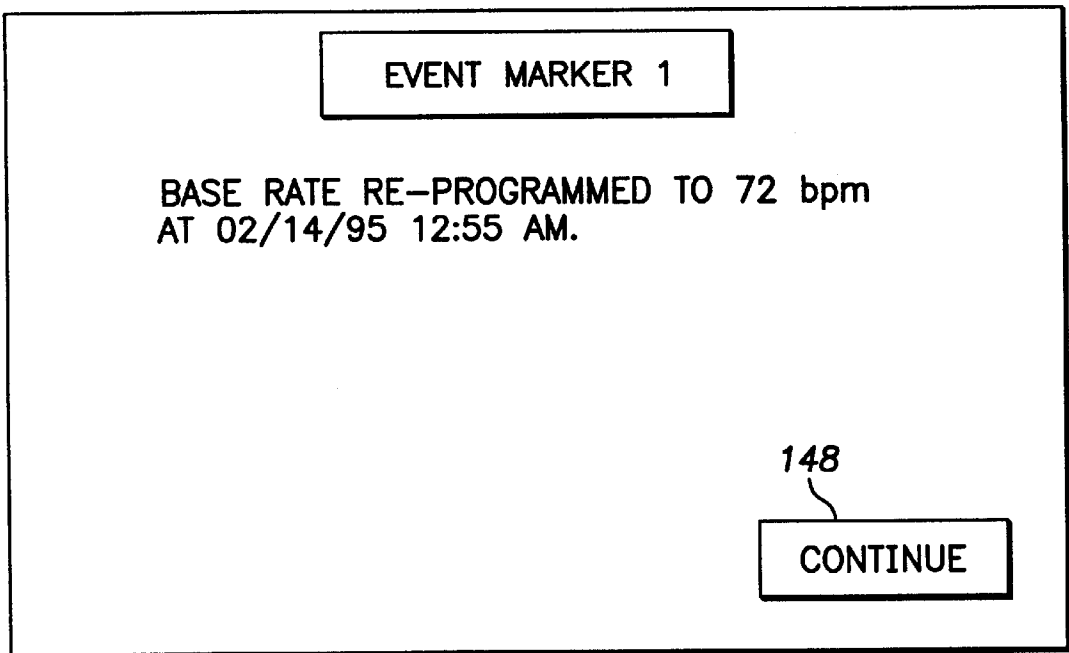 EVENT MARKER 1
BASE RATE RE-PROGRAMMED TO 72 bpm
AT 02/14/95 12:55 AM.
148
CONTINUE